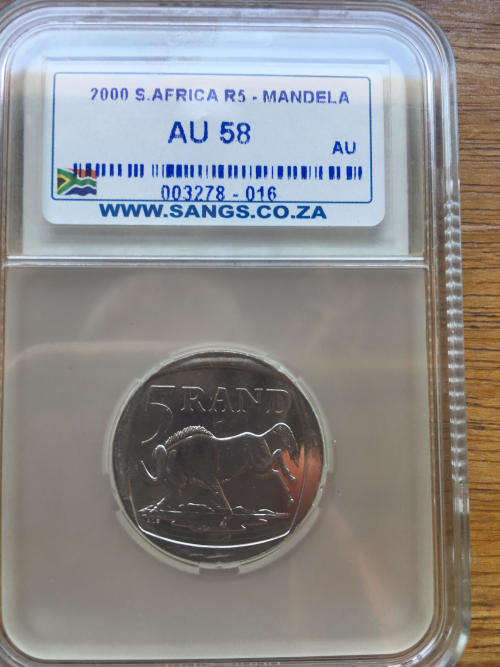 2000 S.AFRICA R5 - MANDELA
AU 58
AU
003278 - 016
WWW.SANGS.CO.ZA
5 RAND